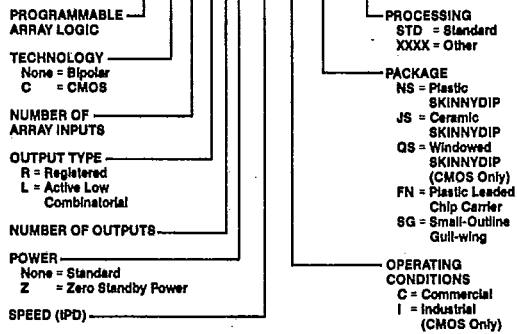 PROGRAMMABLE
ARRAY LOGIC
TECHNOLOGY
None = Bipolar
C = CMOS
NUMBER OF
ARRAY INPUTS
OUTPUT TYPE
R = Registered
L = Active Low
Combinatorial
NUMBER OF OUTPUTS
POWER
None = Standard
Z = Zero Standby Power
SPEED (tPD)
PROCESSING
STD = Standard
XXXX = Other
PACKAGE
NS = Plastic
SKINNYDIP
JS = Ceramic
SKINNYDIP
QS = Windowed
SKINNYDIP
(CMOS Only)
FN = Plastic Leaded
Chip Carrier
SG = Small-Outline
Gull-wing
OPERATING
CONDITIONS
C = Commercial
I = Industrial
(CMOS Only)